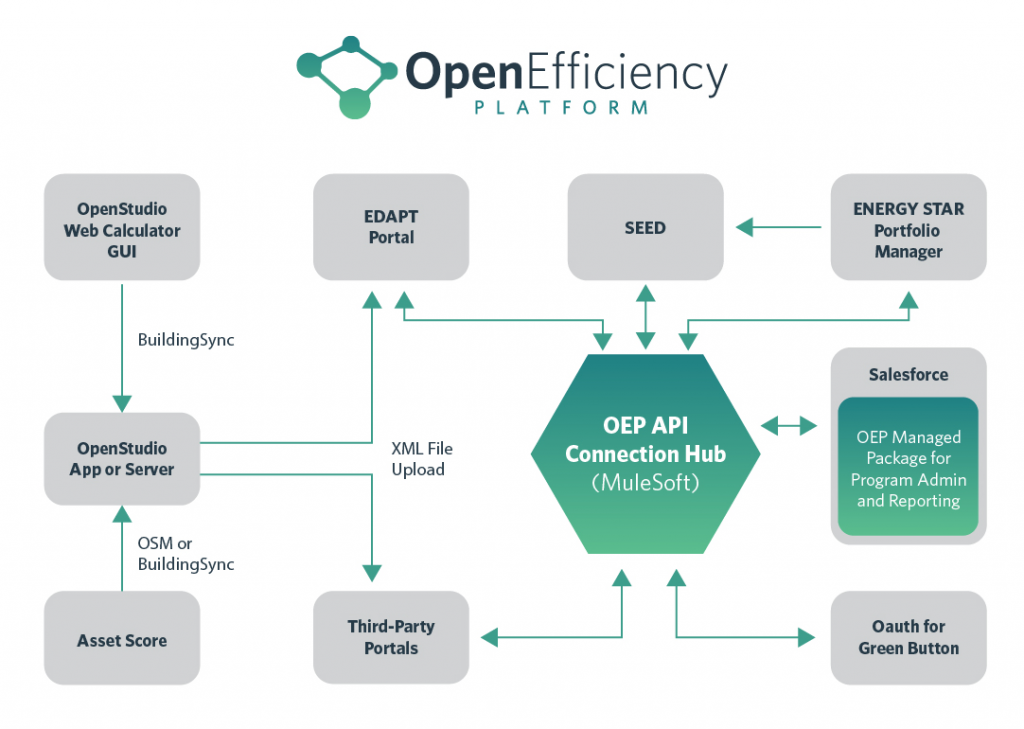 OpenEfficiency
PLATFORM
OpenStudio
Web Calculator
GUI
EDAPT
Portal
SEED
ENERGY STAR
Portfolio
Manager
BuildingSync
Salesforce
OEP Managed
Package for
Program Admin
and Reporting
OEP API
Connection Hub
(MuleSoft)
OpenStudio
App or Server
XML File
Upload
OSM or
BuildingSync
Asset Score
Third-Party
Portals
Oauth for
Green Button